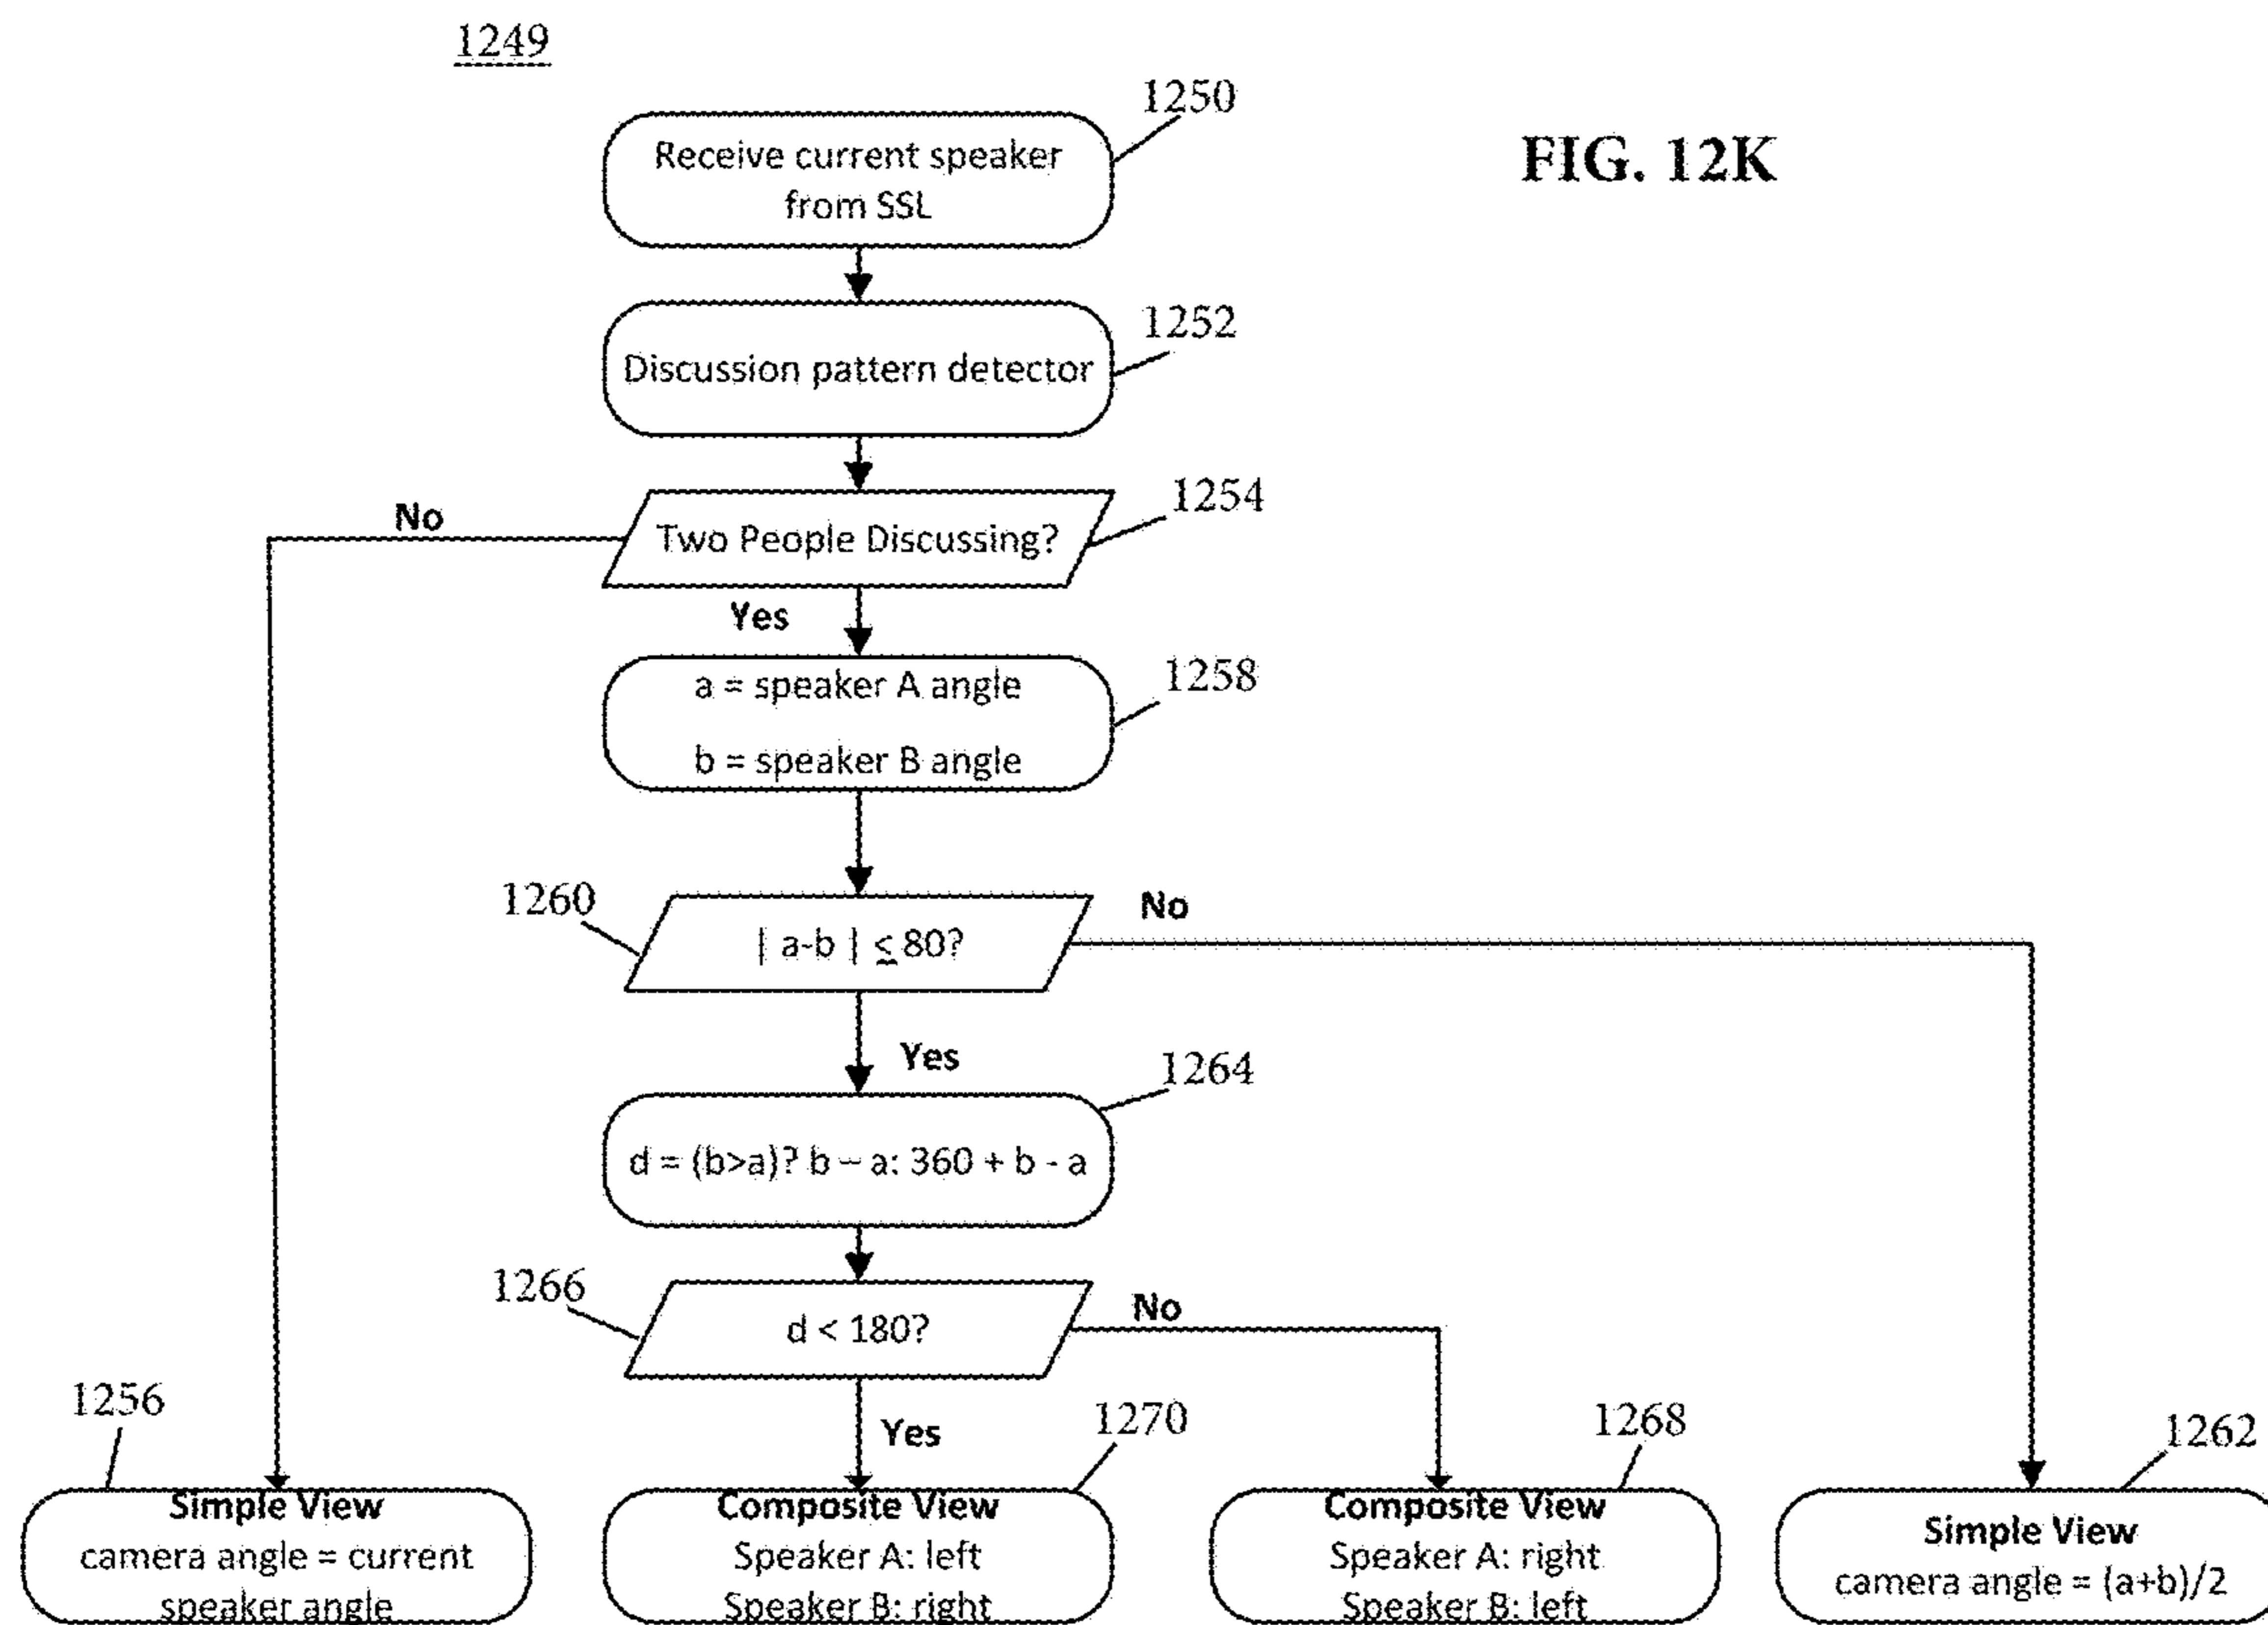 1249
1250
Receive current speaker
from SSL
FIG. 12K
1252
Discussion pattern detector
1254
No
Two People Discussing?
Yes
1258
a = speaker A angle
b = speaker B angle
1260
No
| a-b | ≤ 80?
Yes
1264
d = (b>a)? b – a: 360 + b - a
1266
No
d < 180?
1256
Yes
1270
1268
1262
Simple View
camera angle = current
speaker angle
Composite View
Speaker A: left
Speaker B: right
Composite View
Speaker A: right
Speaker B: left
Simple View
camera angle = (a+b)/2